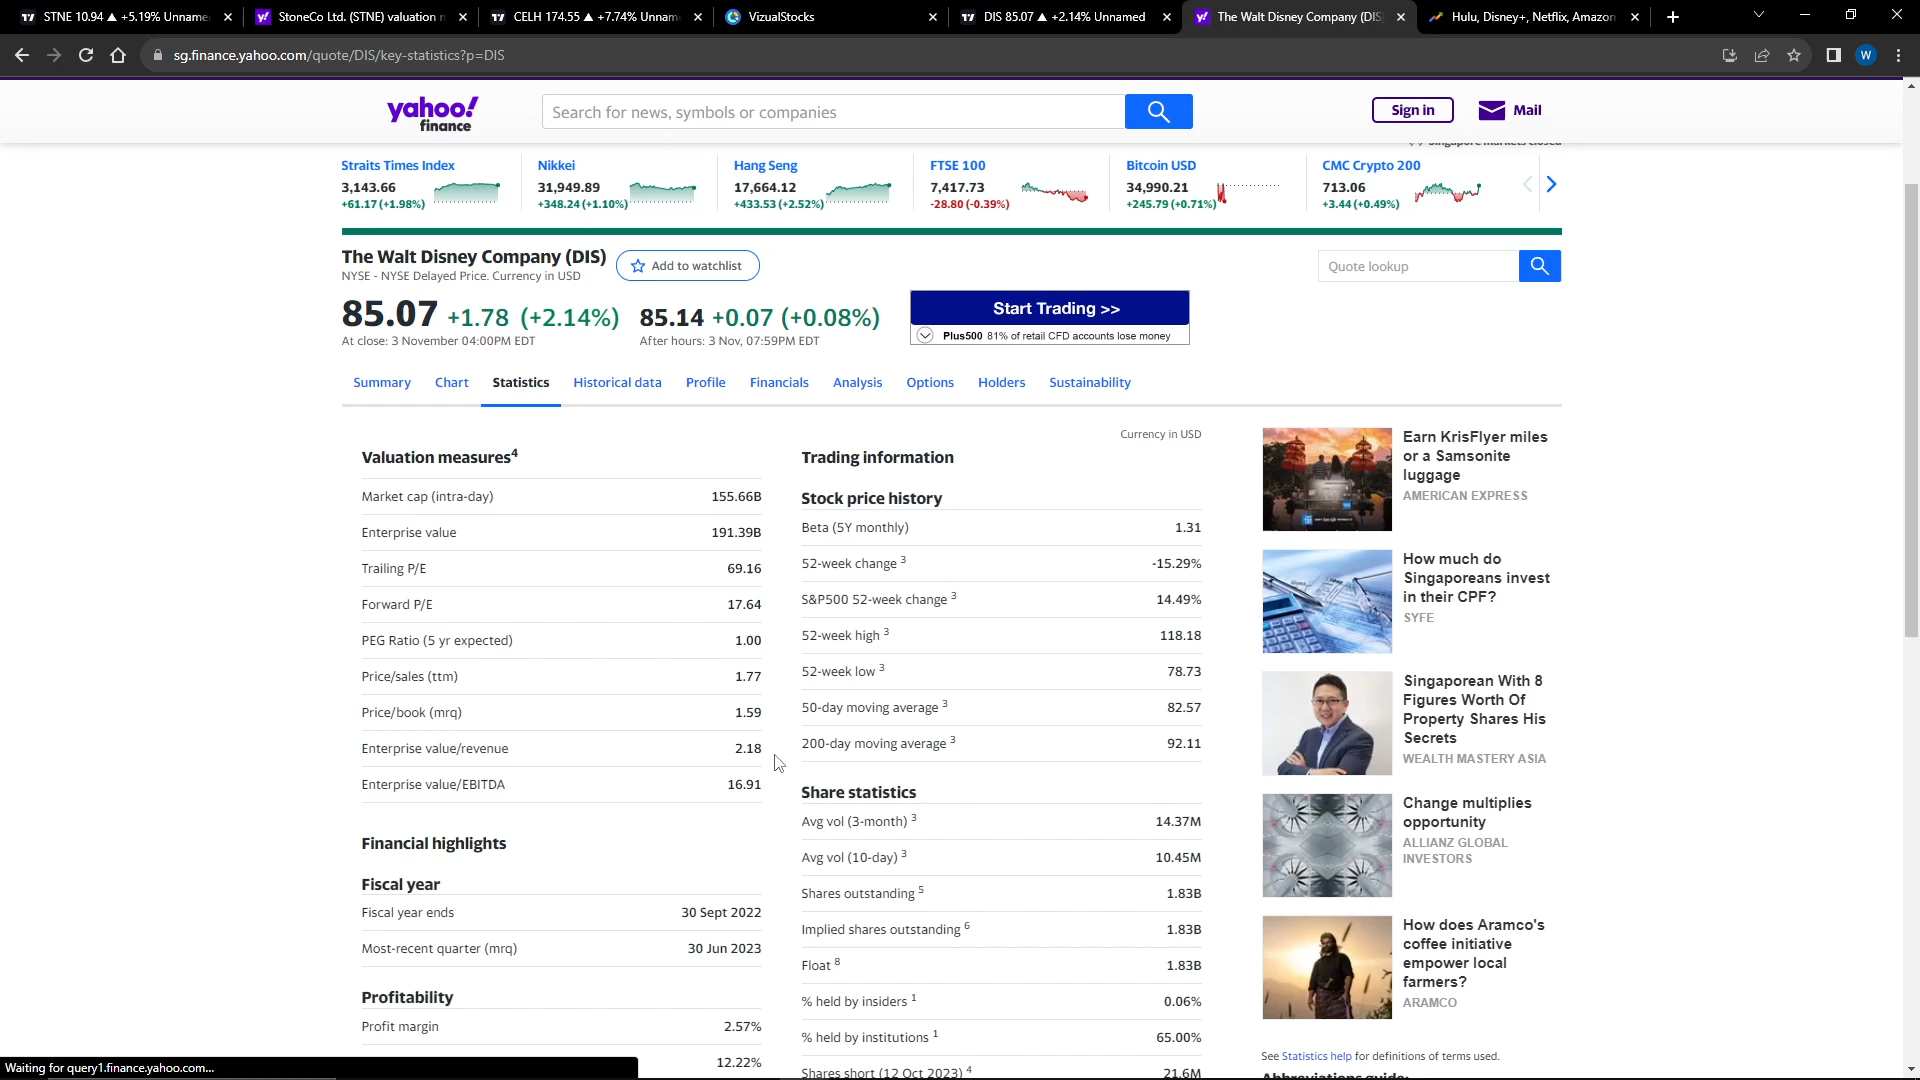 STNE 10.94 ▲ +5.19% Unname
StoneCo Ltd. (STNE) valuation m
CELH 174.55 ▲ +7.74% Unnam
VizualStocks
DIS 85.07 ▲ +2.14% Unnamed
The Walt Disney Company (DIS
Hulu, Disney+, Netflix, Amazon
sg.finance.yahoo.com/quote/DIS/key-statistics?p=DIS
W
yahoo!
finance
Search for news, symbols or companies
Sign in
Mail
Singapore markets closed
Straits Times Index
3,143.66
+61.17 (+1.98%)
Nikkei
31,949.89
+348.24 (+1.10%)
Hang Seng
17,664.12
+433.53 (+2.52%)
FTSE 100
7,417.73
-28.80 (-0.39%)
Bitcoin USD
34,990.21
+245.79 (+0.71%)
CMC Crypto 200
713.06
+3.44 (+0.49%)
The Walt Disney Company (DIS)
NYSE - NYSE Delayed Price. Currency in USD
Add to watchlist
Quote lookup
85.07 +1.78 (+2.14%)
At close: 3 November 04:00PM EDT
85.14 +0.07 (+0.08%)
After hours: 3 Nov, 07:59PM EDT
Start Trading >>
Plus500 81% of retail CFD accounts lose money
Summary Chart Statistics Historical data Profile Financials Analysis Options Holders Sustainability
Currency in USD
Valuation measures4
Market cap (intra-day) 155.66B
Enterprise value 191.39B
Trailing P/E 69.16
Forward P/E 17.64
PEG Ratio (5 yr expected) 1.00
Price/sales (ttm) 1.77
Price/book (mrq) 1.59
Enterprise value/revenue 2.18
Enterprise value/EBITDA 16.91
Financial highlights
Fiscal year
Fiscal year ends 30 Sept 2022
Most-recent quarter (mrq) 30 Jun 2023
Profitability
Profit margin 2.57%
12.22%
Trading information
Stock price history
Beta (5Y monthly) 1.31
52-week change 3 -15.29%
S&P500 52-week change 3 14.49%
52-week high 3 118.18
52-week low 3 78.73
50-day moving average 3 82.57
200-day moving average 3 92.11
Share statistics
Avg vol (3-month) 3 14.37M
Avg vol (10-day) 3 10.45M
Shares outstanding 5 1.83B
Implied shares outstanding 6 1.83B
Float 8 1.83B
% held by insiders 1 0.06%
% held by institutions 1 65.00%
Shares short (12 Oct 2023) 4 21.6M
Earn KrisFlyer miles
or a Samsonite
luggage
AMERICAN EXPRESS
How much do
Singaporeans invest
in their CPF?
SYFE
Singaporean With 8
Figures Worth Of
Property Shares His
Secrets
WEALTH MASTERY ASIA
Change multiplies
opportunity
ALLIANZ GLOBAL
INVESTORS
How does Aramco's
coffee initiative
empower local
farmers?
ARAMCO
See Statistics help for definitions of terms used.
Abbreviations guide:
Waiting for query1.finance.yahoo.com...